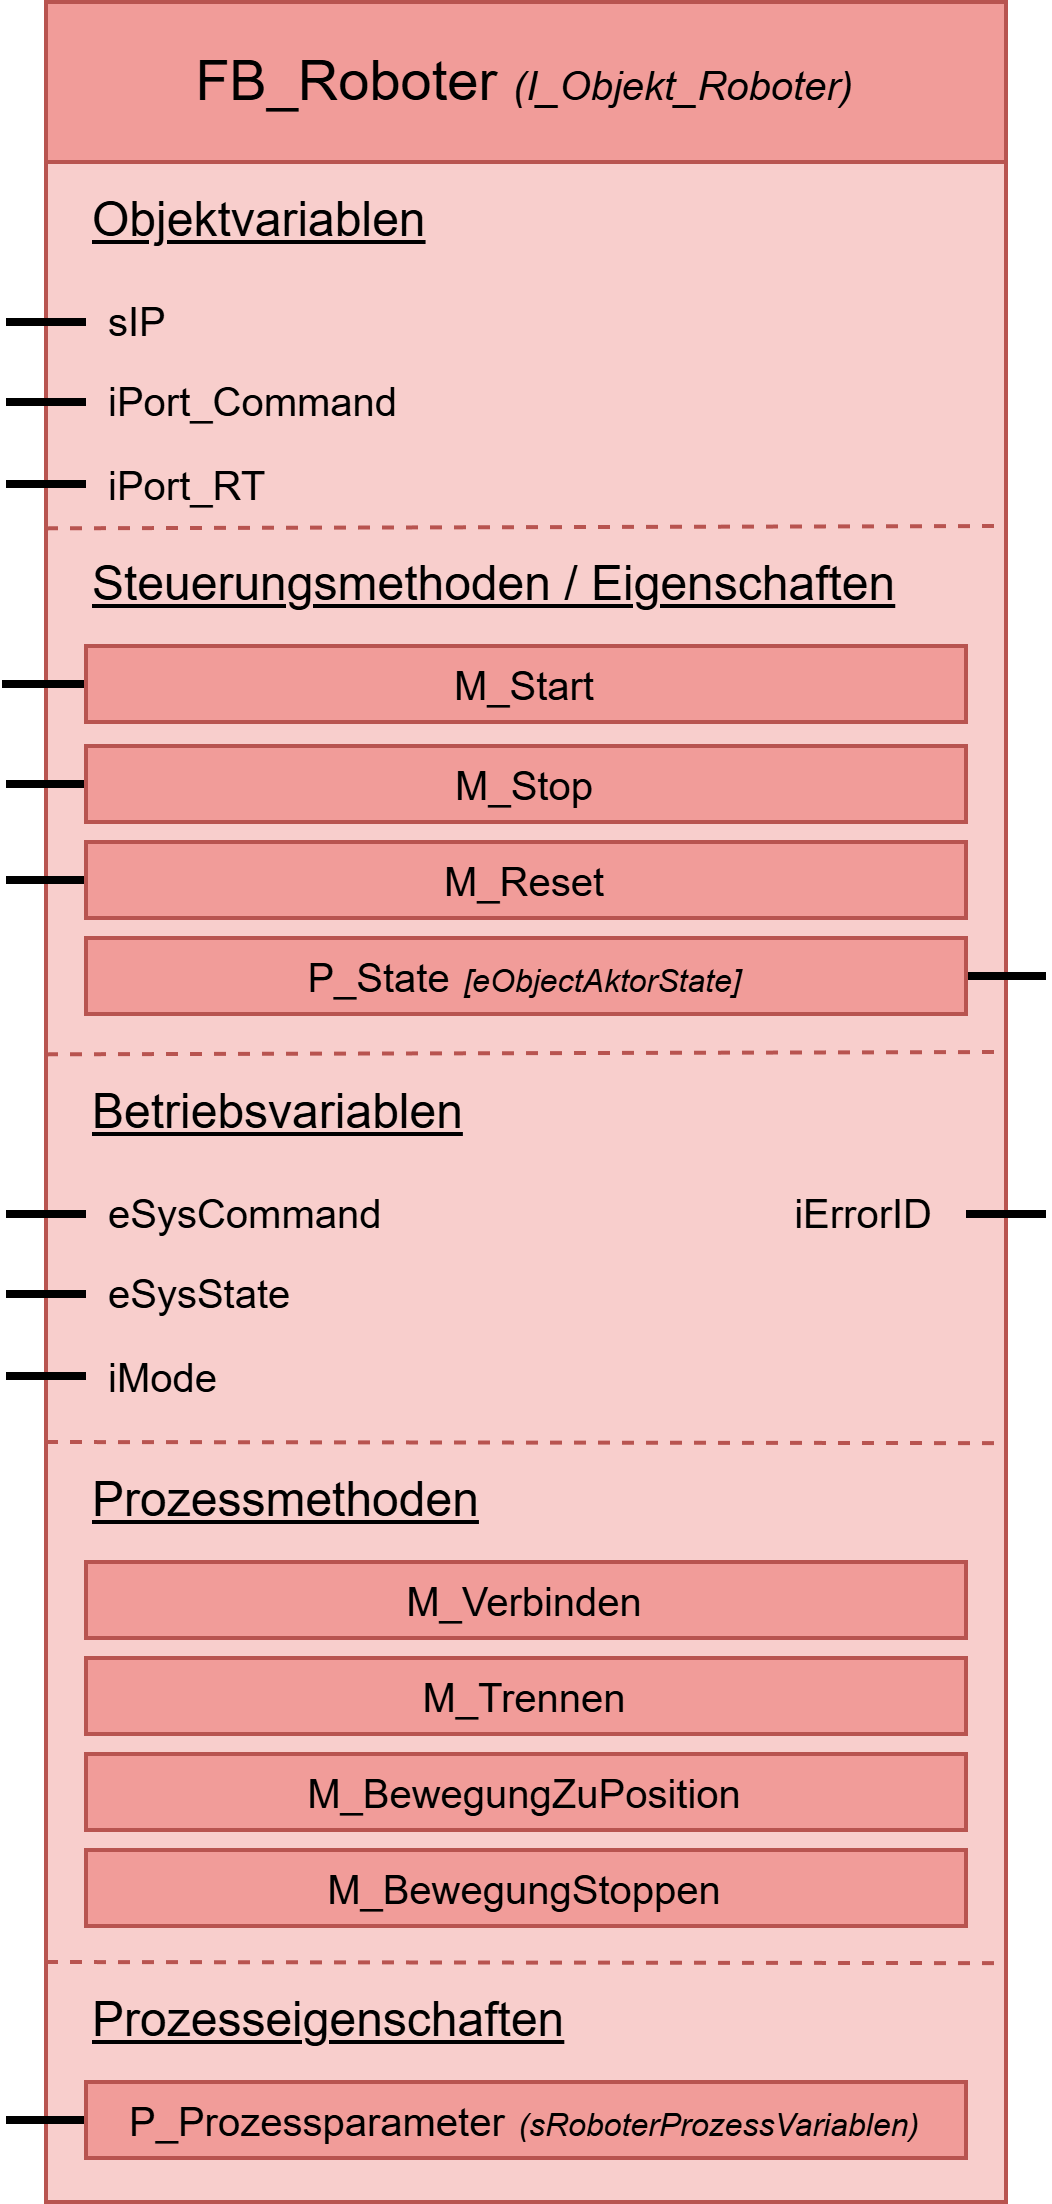 FB_Roboter (I_Objekt_Roboter)
Objektvariablen
sIP
iPort_Command
iPort_RT
Steuerungsmethoden / Eigenschaften
M_Start
M_Stop
M_Reset
P_State [eObjectAktorState]
Betriebsvariablen
eSysCommand iErrorID
eSysState
iMode
Prozessmethoden
M_Verbinden
M_Trennen
M_BewegungZuPosition
M_BewegungStoppen
Prozesseigenschaften
P_Prozessparameter (sRoboterProzessVariablen)